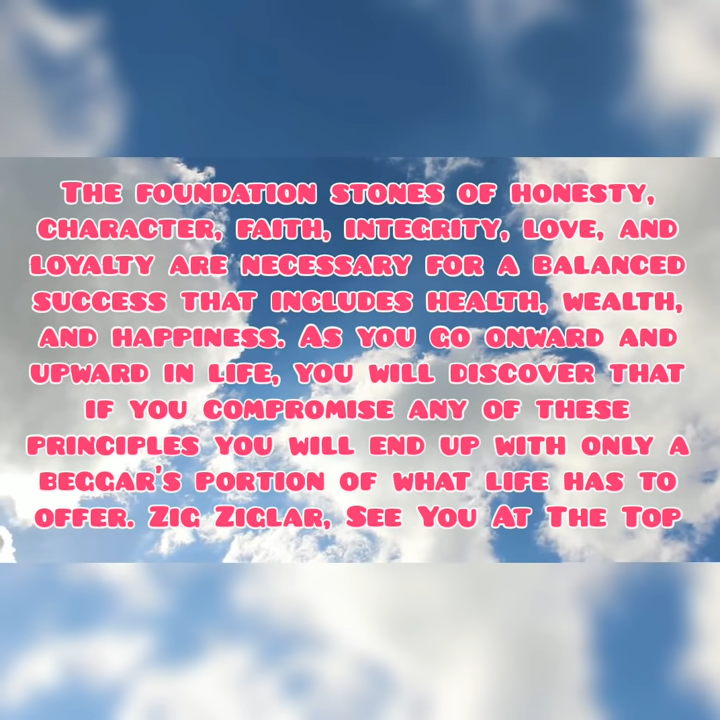 The foundation stones of honesty,
character, faith, integrity, love, and
loyalty are necessary for a balanced
success that includes health, wealth,
and happiness. As you go onward and
upward in life, you will discover that
if you compromise any of these
principles you will end up with only a
beggar's portion of what life has to
offer. Zig Ziglar, See You At The Top